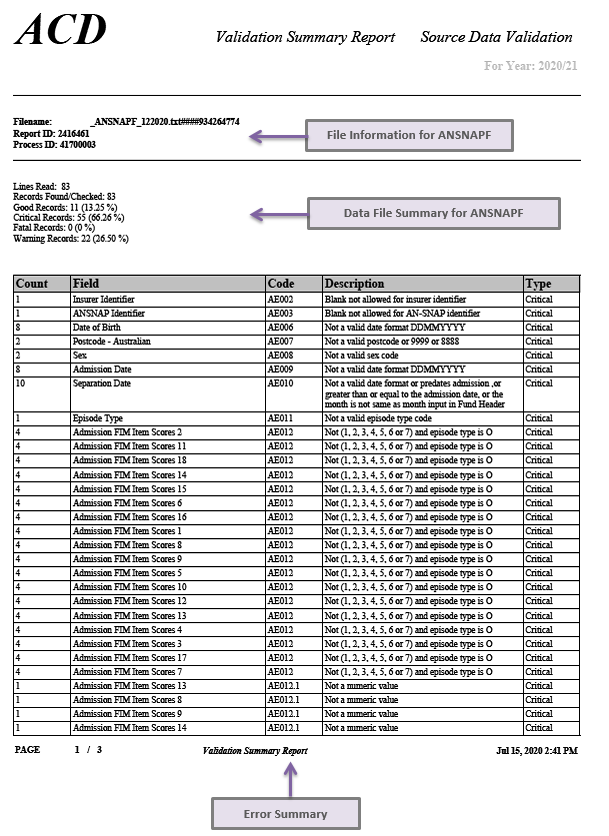 ACD
Validation Summary Report Source Data Validation
For Year: 2020/21
Filename: _ANSNAPF_122020.txt####934264774
Report ID: 2416461
Process ID: 41700003
File Information for ANSNAPF
Lines Read: 83
Records Found/Checked: 83
Good Records: 11 (13.25 %)
Critical Records: 55 (66.26 %)
Fatal Records: 0 (0 %)
Warning Records: 22 (26.50 %)
Data File Summary for ANSNAPF
Count Field Code Description Type
1 Insurer Identifier AE002 Blank not allowed for insurer identifier Critical
1 ANSNAP Identifier AE003 Blank not allowed for AN-SNAP identifier Critical
8 Date of Birth AE006 Not a valid date format DDMMYYYY Critical
2 Postcode - Australian AE007 Not a valid postcode or 9999 or 8888 Critical
2 Sex AE008 Not a valid sex code Critical
8 Admission Date AE009 Not a valid date format DDMMYYYY Critical
10 Separation Date AE010 Not a valid date format or predates admission ,or Critical
greater than or equal to the admission date, or the
month is not same as month input in Fund Header
1 Episode Type AE011 Not a valid episode type code Critical
4 Admission FIM Item Scores 2 AE012 Not (1, 2, 3, 4, 5, 6 or 7) and episode type is O Critical
4 Admission FIM Item Scores 11 AE012 Not (1, 2, 3, 4, 5, 6 or 7) and episode type is O Critical
4 Admission FIM Item Scores 18 AE012 Not (1, 2, 3, 4, 5, 6 or 7) and episode type is O Critical
4 Admission FIM Item Scores 14 AE012 Not (1, 2, 3, 4, 5, 6 or 7) and episode type is O Critical
4 Admission FIM Item Scores 15 AE012 Not (1, 2, 3, 4, 5, 6 or 7) and episode type is O Critical
4 Admission FIM Item Scores 6 AE012 Not (1, 2, 3, 4, 5, 6 or 7) and episode type is O Critical
4 Admission FIM Item Scores 16 AE012 Not (1, 2, 3, 4, 5, 6 or 7) and episode type is O Critical
4 Admission FIM Item Scores 1 AE012 Not (1, 2, 3, 4, 5, 6 or 7) and episode type is O Critical
4 Admission FIM Item Scores 8 AE012 Not (1, 2, 3, 4, 5, 6 or 7) and episode type is O Critical
4 Admission FIM Item Scores 9 AE012 Not (1, 2, 3, 4, 5, 6 or 7) and episode type is O Critical
4 Admission FIM Item Scores 5 AE012 Not (1, 2, 3, 4, 5, 6 or 7) and episode type is O Critical
4 Admission FIM Item Scores 10 AE012 Not (1, 2, 3, 4, 5, 6 or 7) and episode type is O Critical
4 Admission FIM Item Scores 12 AE012 Not (1, 2, 3, 4, 5, 6 or 7) and episode type is O Critical
4 Admission FIM Item Scores 13 AE012 Not (1, 2, 3, 4, 5, 6 or 7) and episode type is O Critical
4 Admission FIM Item Scores 4 AE012 Not (1, 2, 3, 4, 5, 6 or 7) and episode type is O Critical
4 Admission FIM Item Scores 3 AE012 Not (1, 2, 3, 4, 5, 6 or 7) and episode type is O Critical
4 Admission FIM Item Scores 17 AE012 Not (1, 2, 3, 4, 5, 6 or 7) and episode type is O Critical
4 Admission FIM Item Scores 7 AE012 Not (1, 2, 3, 4, 5, 6 or 7) and episode type is O Critical
1 Admission FIM Item Scores 13 AE012.1 Not a numeric value Critical
1 Admission FIM Item Scores 8 AE012.1 Not a numeric value Critical
1 Admission FIM Item Scores 9 AE012.1 Not a numeric value Critical
1 Admission FIM Item Scores 14 AE012.1 Not a numeric value Critical
PAGE 1 / 3 Validation Summary Report Jul 15, 2020 2:41 PM
Error Summary